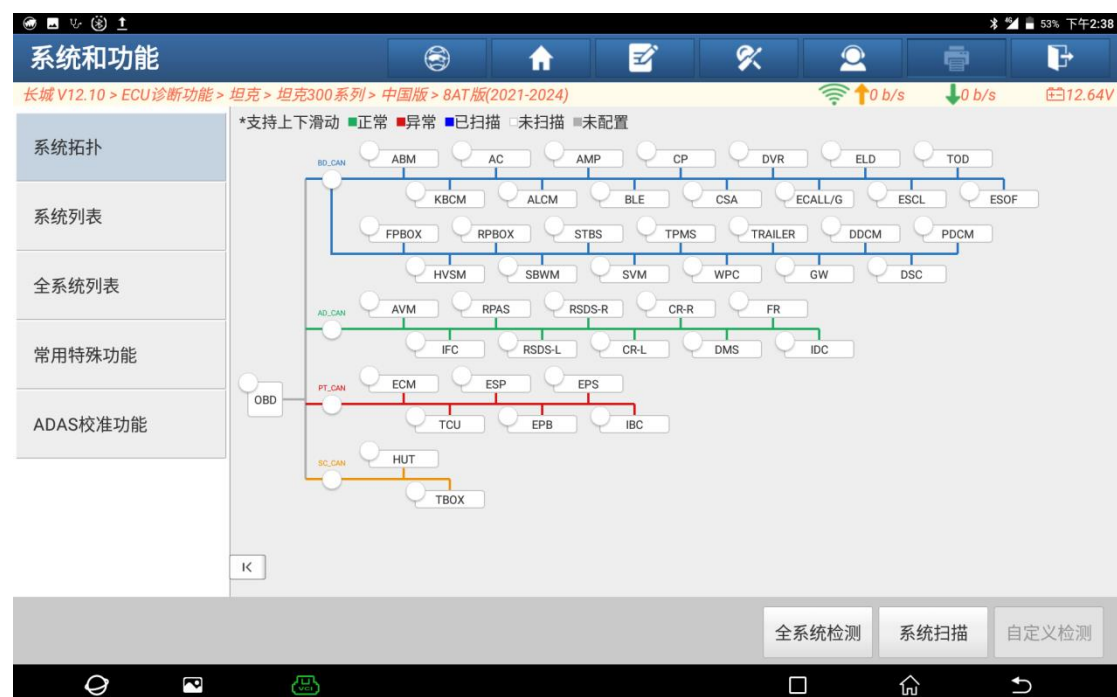 53% 下午2:38
系统和功能
长城 V12.10 > ECU诊断功能 > 坦克 > 坦克300系列 > 中国版 > 8AT版(2021-2024) 0 b/s 0 b/s 12.64V
系统拓扑
系统列表
全系统列表
常用特殊功能
ADAS校准功能
*支持上下滑动 正常 异常 已扫描 未扫描 未配置
BD_CAN ABM AC AMP CP DVR ELD TOD
KBCM ALCM BLE CSA ECALL/G ESCL ESOF
FPBOX RPBOX STBS TPMS TRAILER DDCM PDCM
HVSM SBWM SVM WPC GW DSC
AD_CAN AVM RPAS RSDS-R CR-R FR
IFC RSDS-L CR-L DMS IDC
OBD
PT_CAN ECM ESP EPS
TCU EPB IBC
SC_CAN HUT
TBOX
全系统检测 系统扫描 自定义检测
VCI